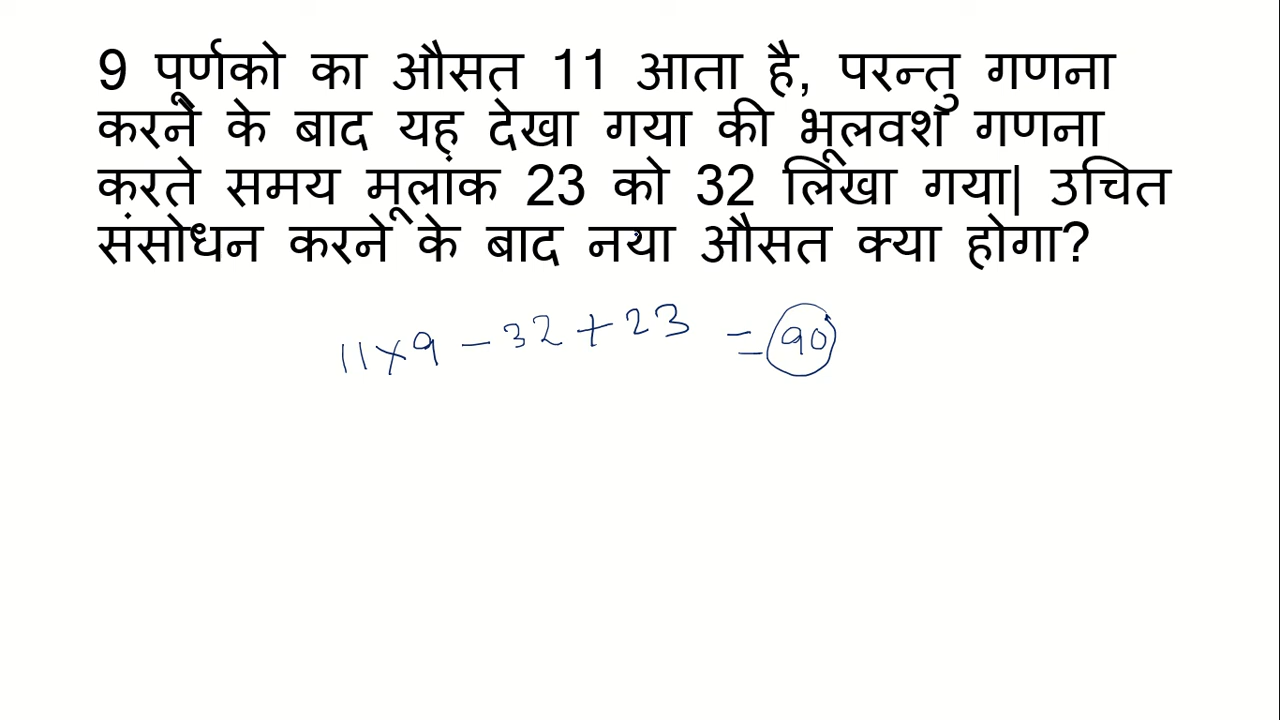 9 पूर्णको का औसत 11 आता है, परन्तु गणना
करने के बाद यह़ देखा गया की भूलवश गणना
करते समय मूलांक 23 को 32 लिखा गया| उचित
संसोधन करने के बाद नया औसत क्या होगा?
11×9 – 32 + 23 = 90